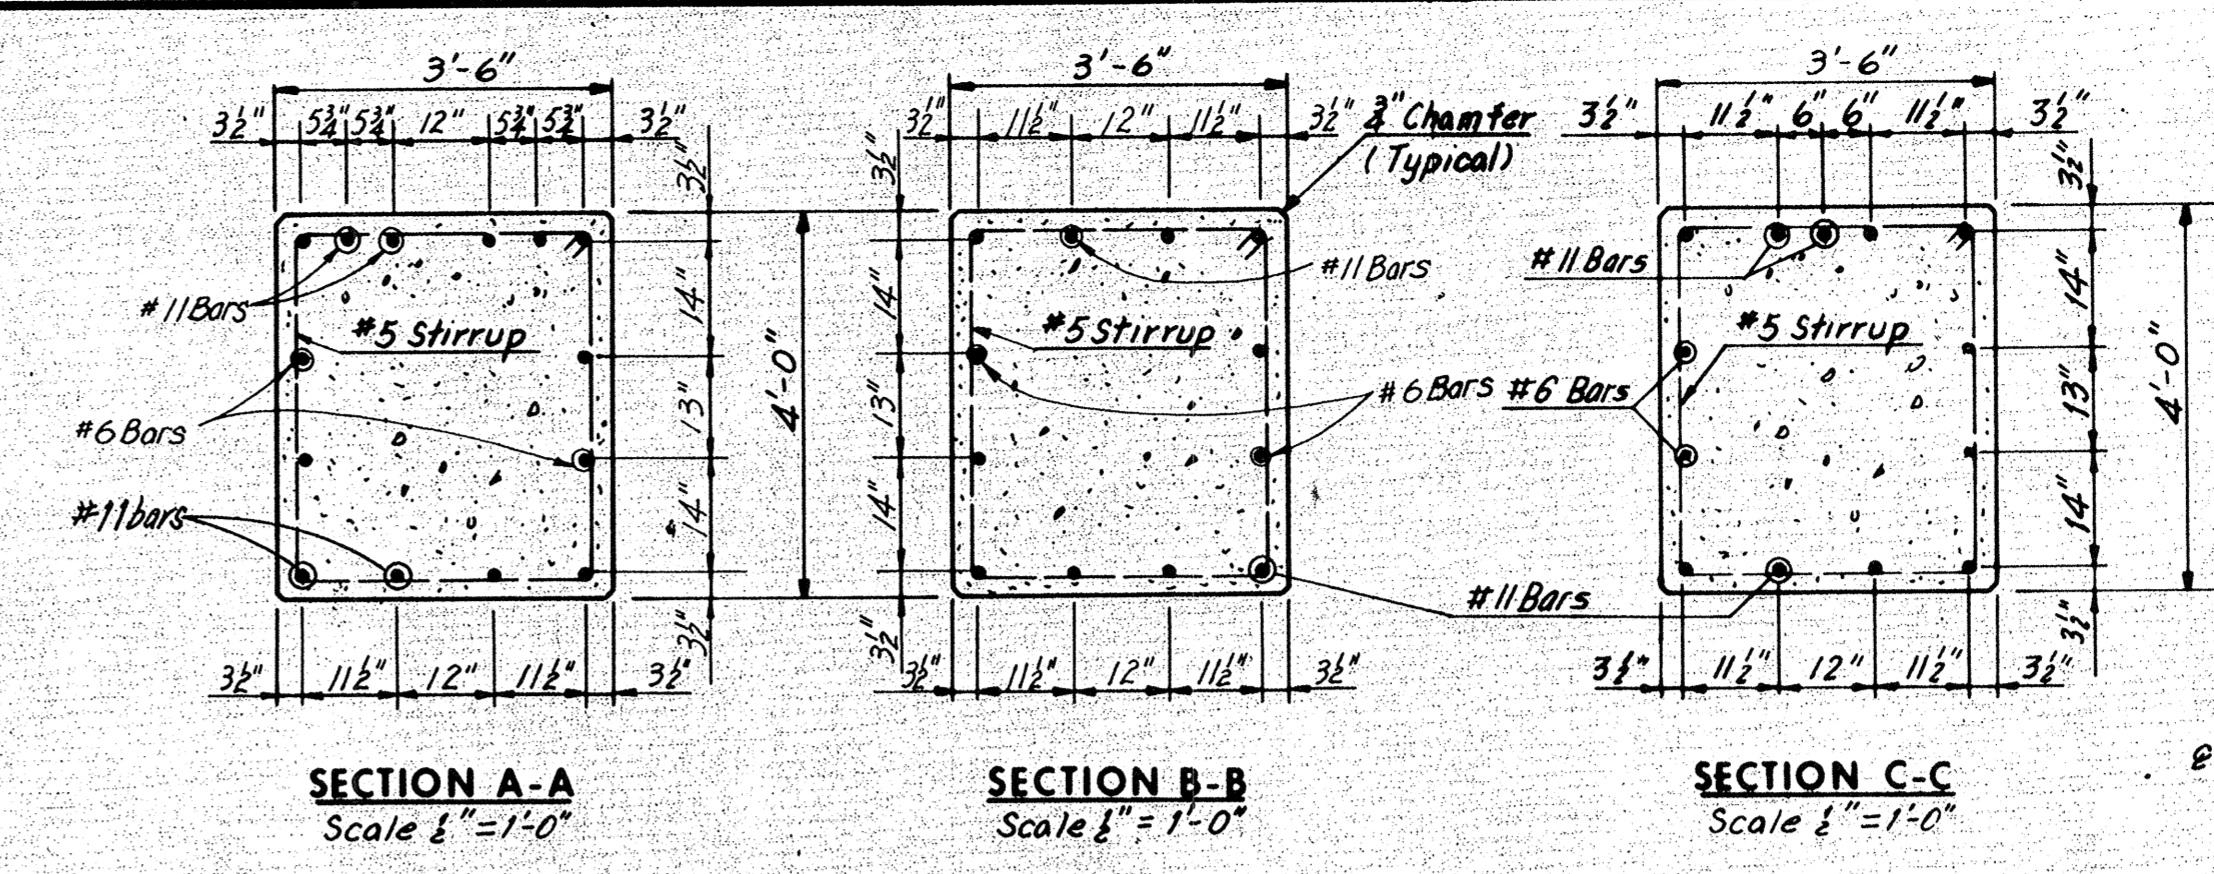 3'-6"
3½" 5¾" 5¾" 12" 5¾" 5¾" 3½"
3½"
14"
13"
14"
3½"
4'-0"
#11 Bars
#5 Stirrup
#6 Bars
#11 bars
3½" 11½" 12" 11½" 3½"
SECTION A-A
Scale ½" = 1'-0"
3'-6"
3½" 11½" 12" 11½" 3½"
¾" Chamfer
(Typical)
3½"
14"
13"
14"
3½"
#11 Bars
#5 Stirrup
#6 Bars
#11 Bars
3½" 11½" 12" 11½" 3½"
SECTION B-B
Scale ½" = 1'-0"
3'-6"
3½" 11½" 6" 6" 11½" 3½"
3½"
14"
13"
14"
3½"
4'-0"
#11 Bars
#5 Stirrup
#6 Bars
3½" 11½" 12" 11½" 3½"
SECTION C-C
Scale ½" = 1'-0"